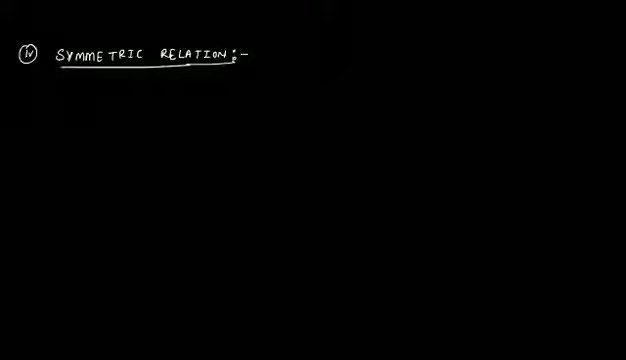 (iv) SYMMETRIC RELATION :-